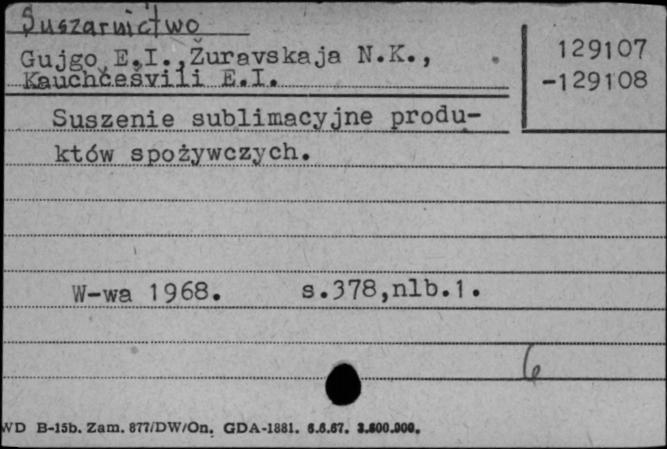 Suszarnictwo
Gujgo E.I., Žuravskaja N.K.,
Kauchčešvili E.I.
129107
-129108
Suszenie sublimacyjne produ-
któw spożywczych.
W-wa 1968. s.378,nlb.1.
6
WD B-15b. Zam. 877/DW/On. GDA-1881. 6.6.67. 3.600.000.